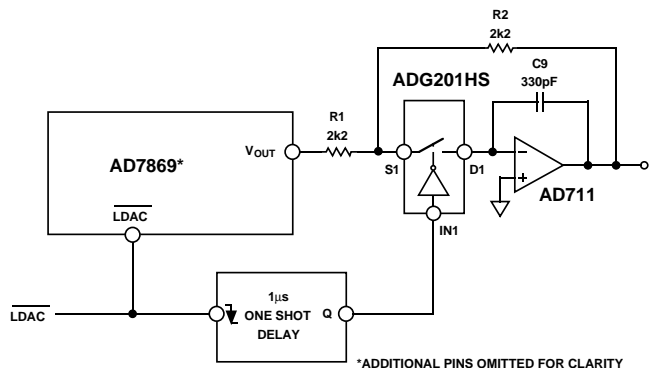 R2
2k2
C9
330pF
ADG201HS
R1
2k2
VOUT
AD7869*
S1
D1
−
+
AD711
LDAC
IN1
1µs
ONE SHOT
DELAY
Q
LDAC
*ADDITIONAL PINS OMITTED FOR CLARITY